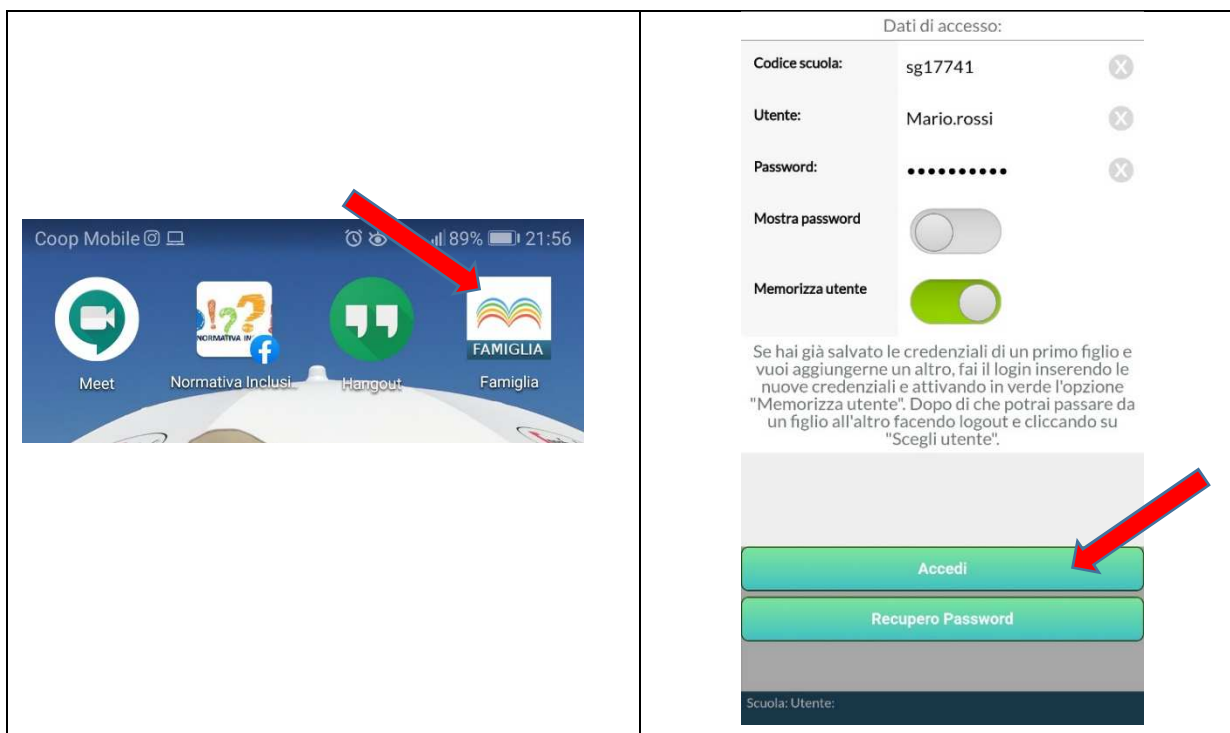 Coop Mobile 89% 21:56
NORMATIVA IN
FAMIGLIA
Meet Normativa Inclusi... Hangout Famiglia
Dati di accesso:
Codice scuola: sg17741
Utente: Mario.rossi
Password: ••••••••••
Mostra password
Memorizza utente
Se hai già salvato le credenziali di un primo figlio e
vuoi aggiungerne un altro, fai il login inserendo le
nuove credenziali e attivando in verde l'opzione
"Memorizza utente". Dopo di che potrai passare da
un figlio all'altro facendo logout e cliccando su
"Scegli utente".
Accedi
Recupero Password
Scuola: Utente: